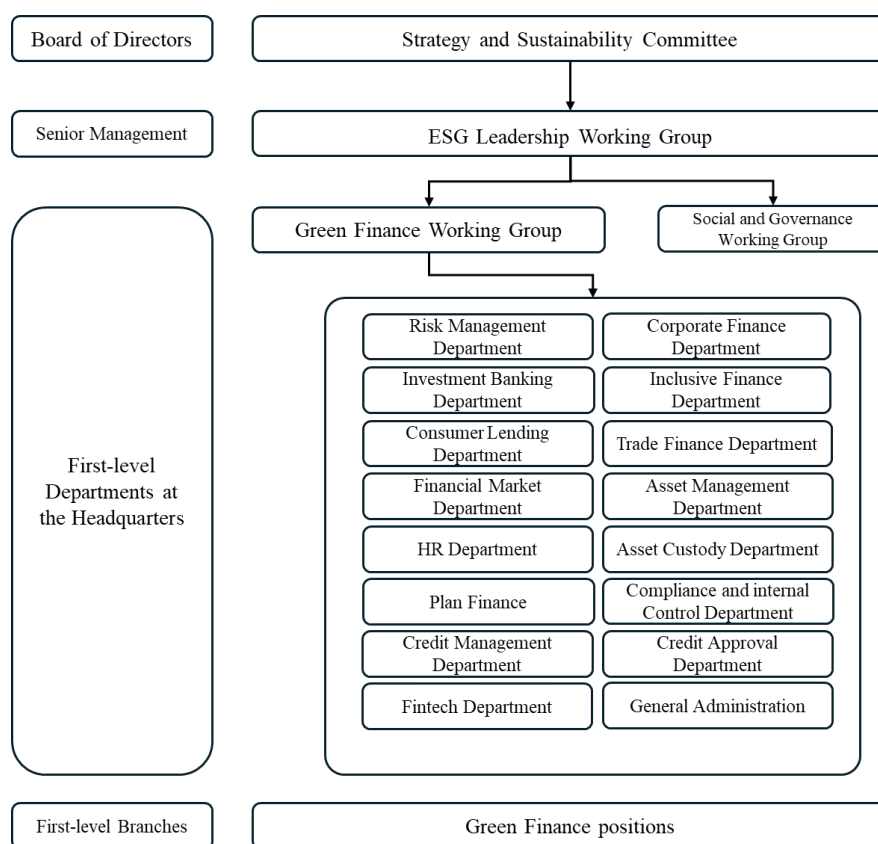 Board of Directors
Strategy and Sustainability Committee
Senior Management
ESG Leadership Working Group
Green Finance Working Group
Social and Governance
Working Group
First-level
Departments at
the Headquarters
Risk Management
Department
Corporate Finance
Department
Investment Banking
Department
Inclusive Finance
Department
Consumer Lending
Department
Trade Finance Department
Financial Market
Department
Asset Management
Department
HR Department
Asset Custody Department
Plan Finance
Compliance and internal
Control Department
Credit Management
Department
Credit Approval
Department
Fintech Department
General Administration
First-level Branches
Green Finance positions